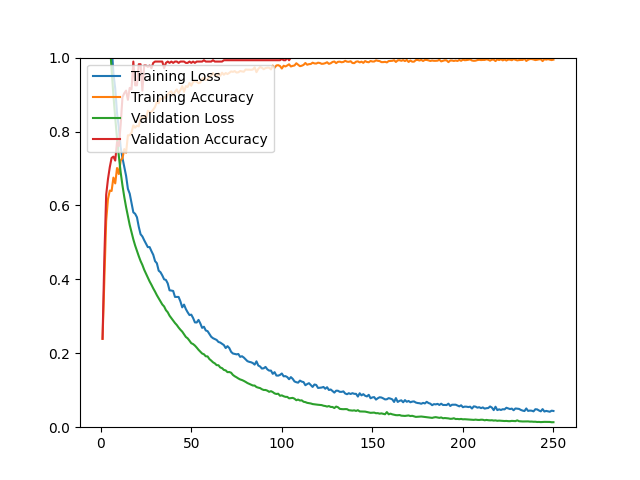 1.0
Training Loss
Training Accuracy
Validation Loss
Validation Accuracy
0.8
0.6
0.4
0.2
0.0
0 50 100 150 200 250